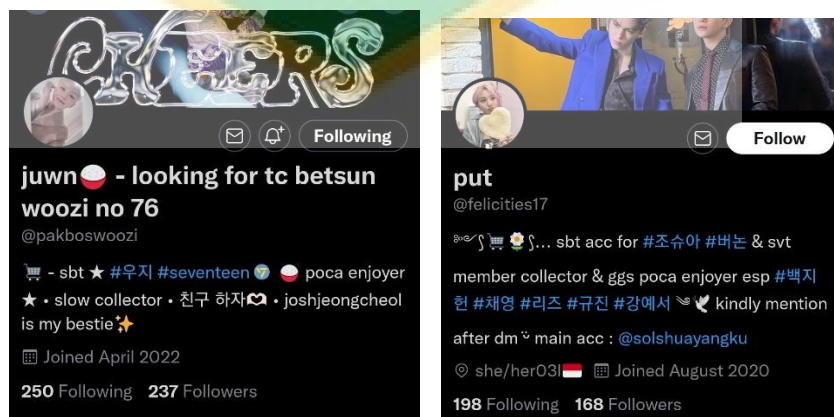 CHEERS
Following
juwn🍚 - looking for tc betsun
woozi no 76
@pakboswoozi
🛒 - sbt ★ #우지 #seventeen 🌍 🍚 poca enjoyer
★ • slow collector • 친구 하자🫶 • joshjeongcheol
is my bestie✨
Joined April 2022
250 Following 237 Followers
Follow
put
@felicities17
༻ʃ🛒🌼ʃ... sbt acc for #조슈아 #버논 & svt
member collector & ggs poca enjoyer esp #백지
헌 #채영 #리즈 #규진 #강예서 ༄🕊 kindly mention
after dm ᵕ̈ main acc : @solshuayangku
she/her03l🇮🇩 Joined August 2020
198 Following 168 Followers